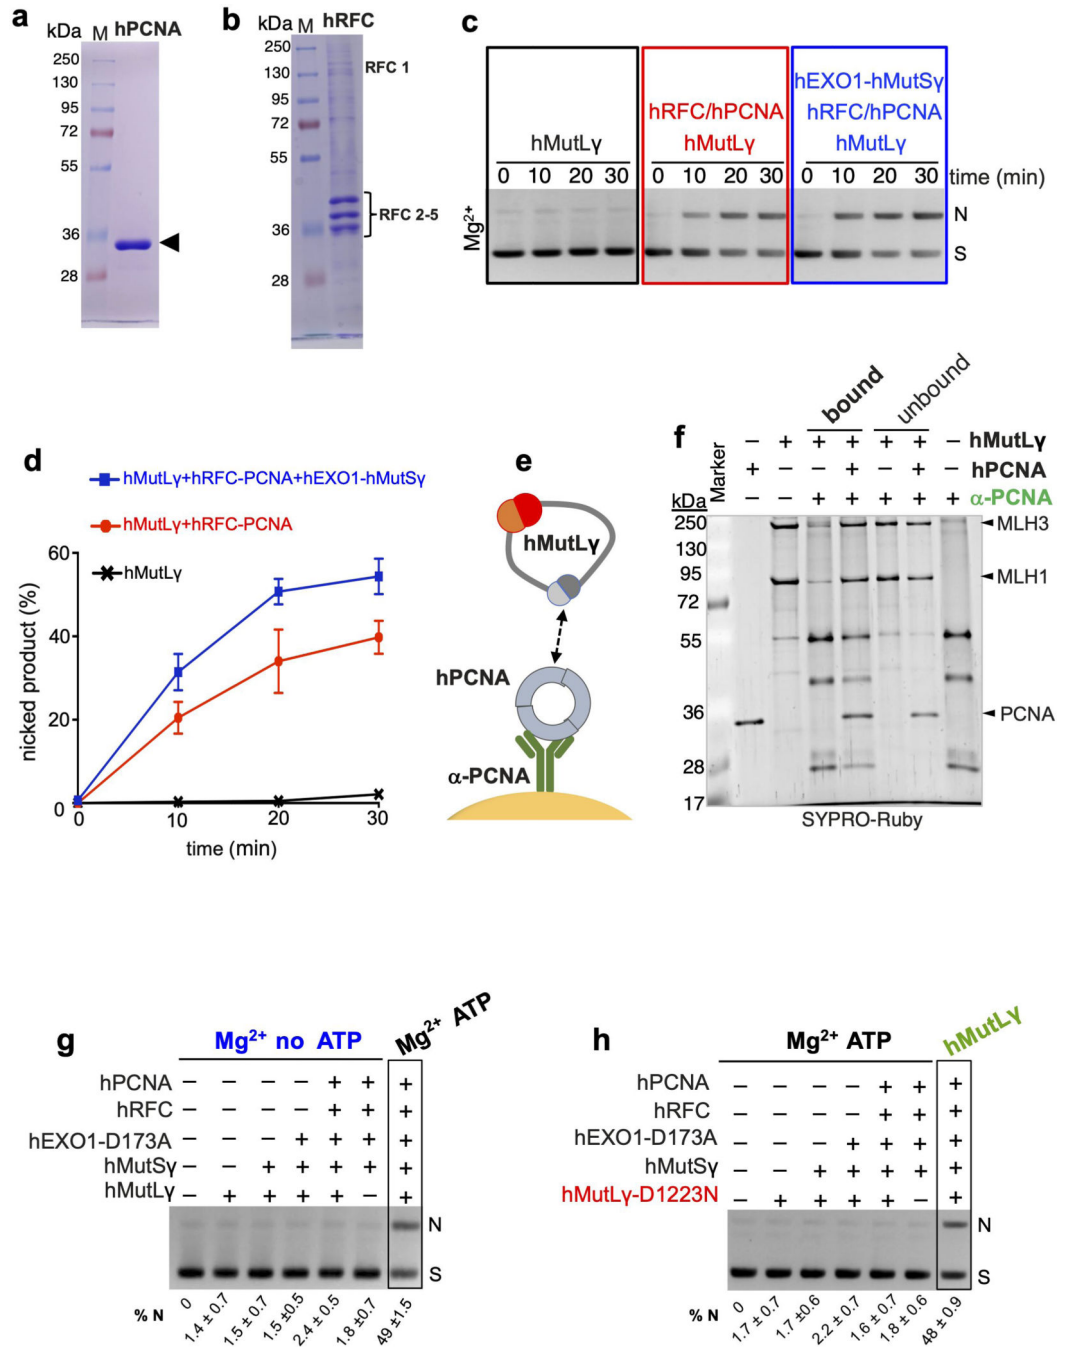 a
kDa M hPCNA
250
130
95
72
55
36
28
b
kDa M hRFC
250
130
95
72
55
36
28
RFC 1
RFC 2-5
c
hMutLγ
hRFC/hPCNA
hMutLγ
hEXO1-hMutSγ
hRFC/hPCNA
hMutLγ
0 10 20 30 0 10 20 30 0 10 20 30 time (min)
Mg2+
N
S
d
hMutLγ+hRFC-PCNA+hEXO1-hMutSγ
hMutLγ+hRFC-PCNA
hMutLγ
nicked product (%)
60
40
20
0
0 10 20 30
time (min)
e
hMutLγ
hPCNA
α-PCNA
f
bound unbound
Marker
– + + + + + – hMutLγ
+ – – + – + – hPCNA
– – + + + + + α-PCNA
kDa
250
130
95
72
55
36
28
17
MLH3
MLH1
PCNA
SYPRO-Ruby
g
Mg2+ no ATP Mg2+ ATP
hPCNA – – – – + + +
hRFC – – – – + + +
hEXO1-D173A – – – + + + +
hMutSγ – – + + + + +
hMutLγ – + + + + – +
N
S
% N 0 1.4 ± 0.7 1.5 ± 0.7 1.5 ±0.5 2.4 ± 0.5 1.8 ±0.7 49 ±1.5
h
Mg2+ ATP hMutLγ
hPCNA – – – – + + +
hRFC – – – – + + +
hEXO1-D173A – – – + + + +
hMutSγ – – + + + + +
hMutLγ-D1223N – + + + + – +
N
S
% N 0 1.7 ± 0.7 1.7 ±0.6 2.2 ± 0.7 1.6 ± 0.7 1.8 ± 0.6 48 ± 0.9